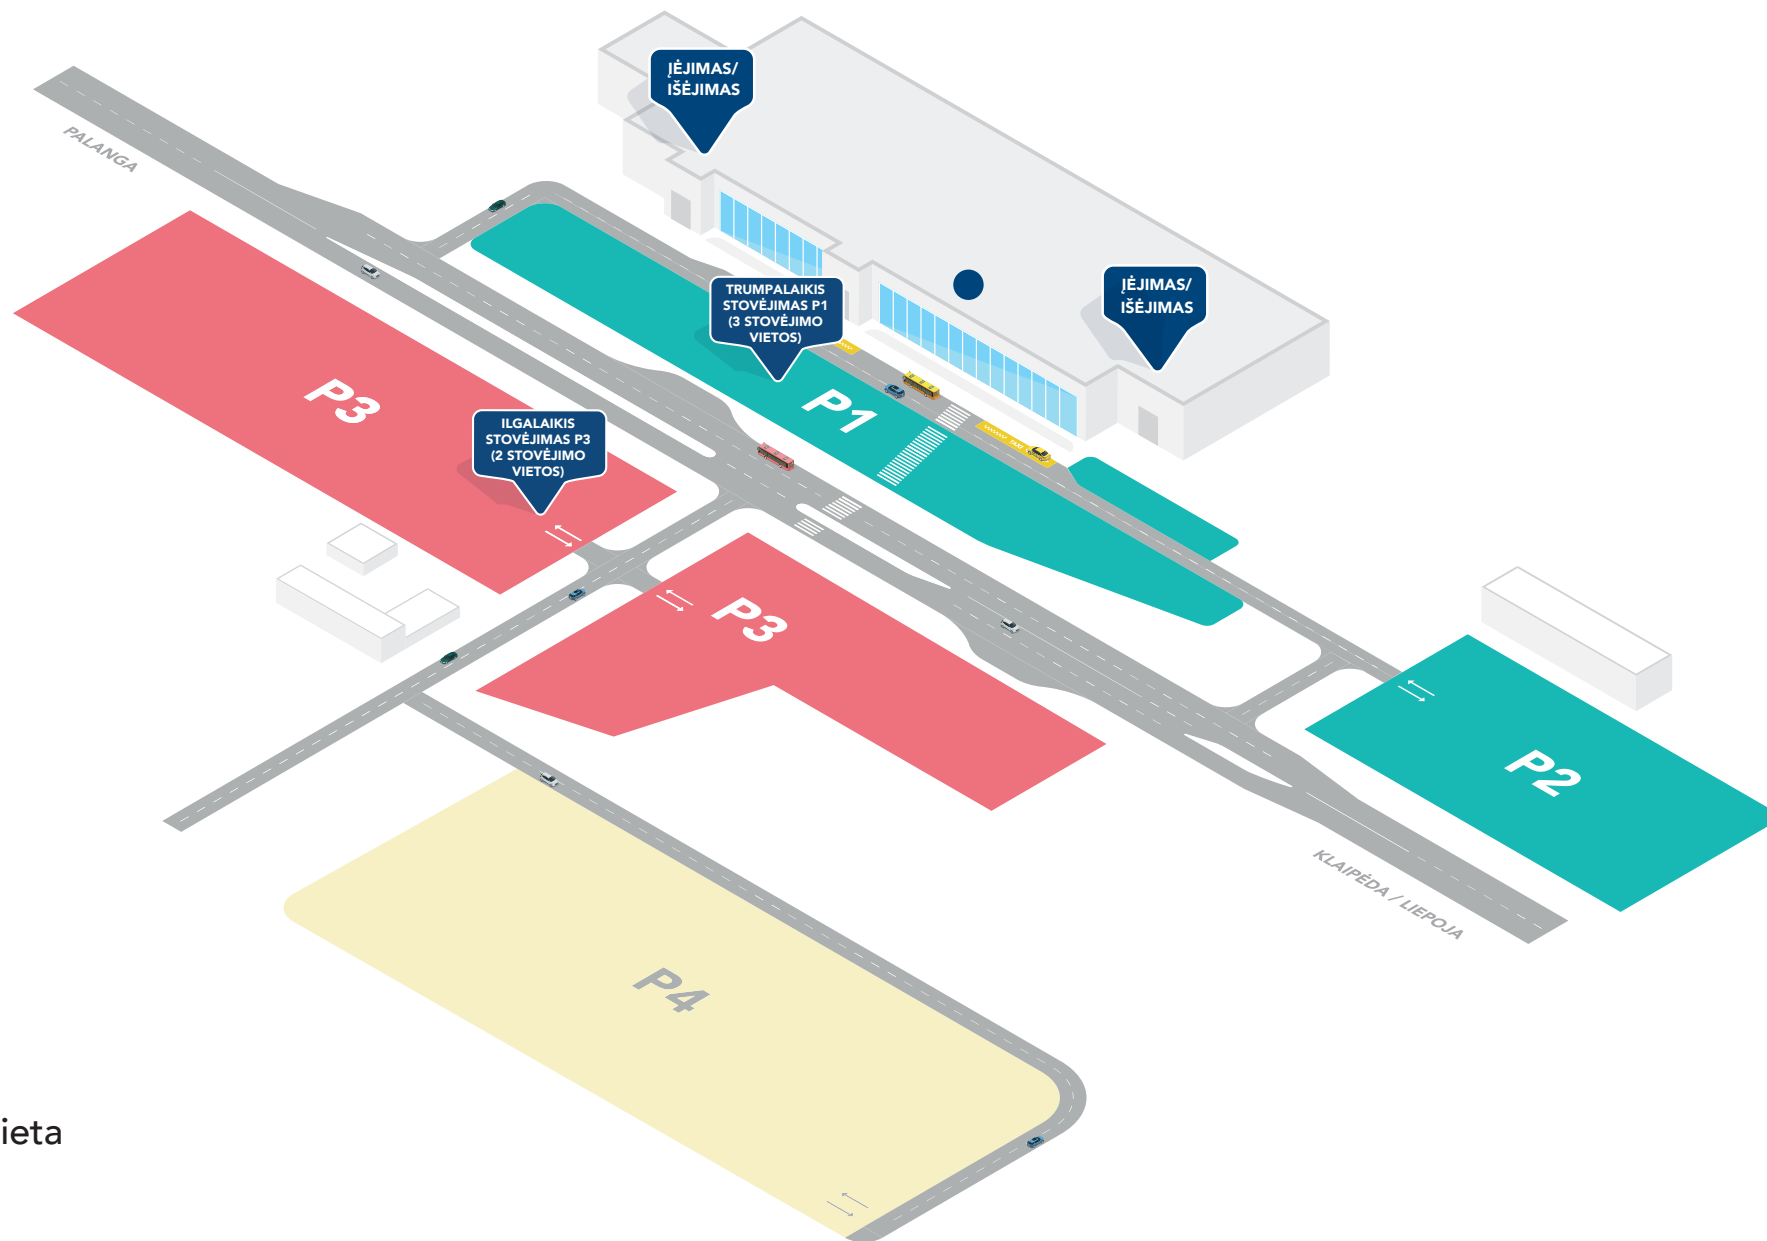 ĮĖJIMAS/
IŠĖJIMAS
PALANGA
ĮĖJIMAS/
IŠĖJIMAS
TRUMPALAIKIS
STOVĖJIMAS P1
(3 STOVĖJIMO
VIETOS)
P3
P1
ILGALAIKIS
STOVĖJIMAS P3
(2 STOVĖJIMO
VIETOS)
TAXI
P3
P2
KLAIPĖDA / LIEPOJA
P4
ieta